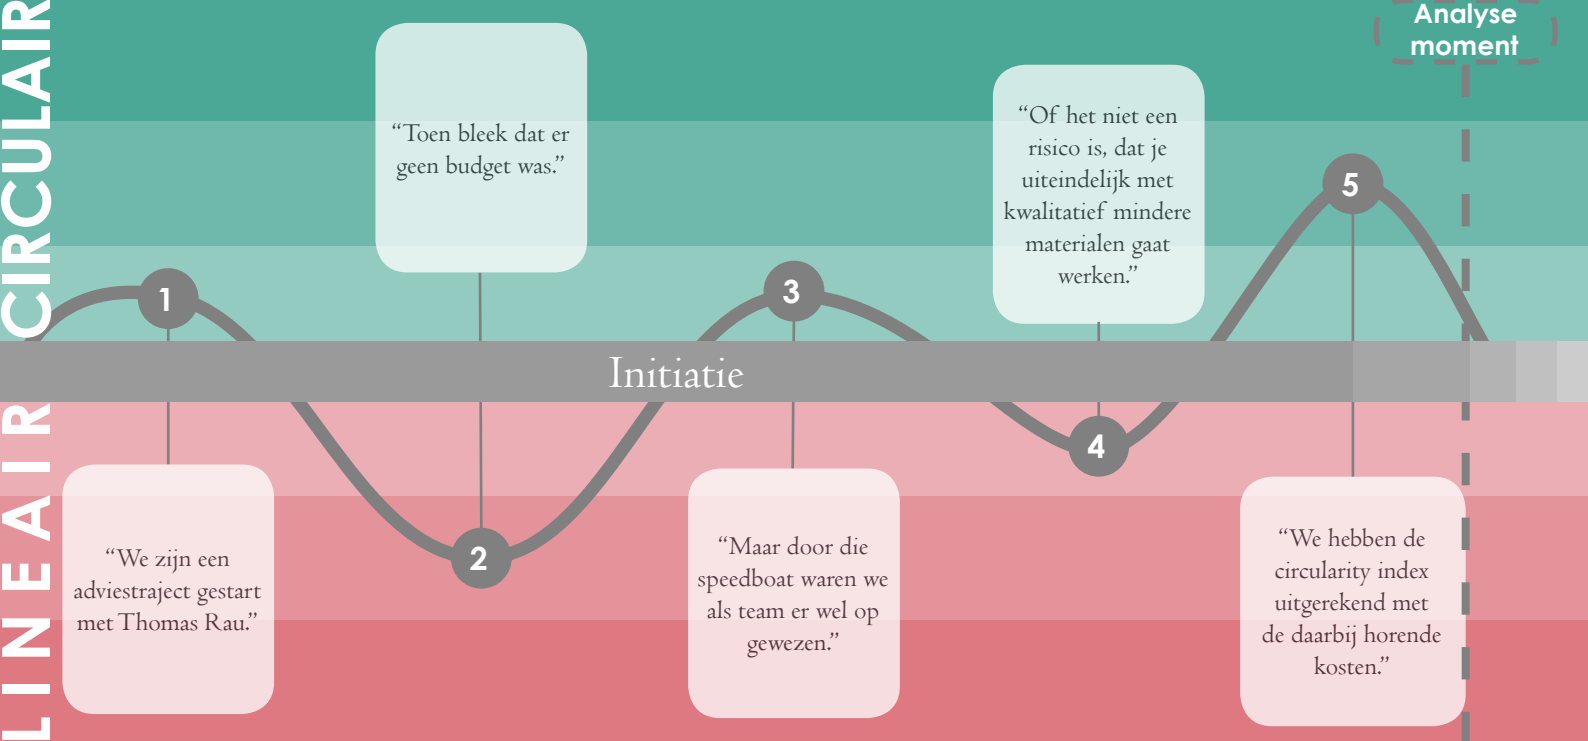 CIRCULAIR
LINEAIR
Analyse
moment
“Toen bleek dat er
geen budget was.”
“Of het niet een
risico is, dat je
uiteindelijk met
kwalitatief mindere
materialen gaat
werken.”
1
2
3
4
5
Initiatie
“We zijn een
adviestraject gestart
met Thomas Rau.”
“Maar door die
speedboat waren we
als team er wel op
gewezen.”
“We hebben de
circularity index
uitgerekend met
de daarbij horende
kosten.”